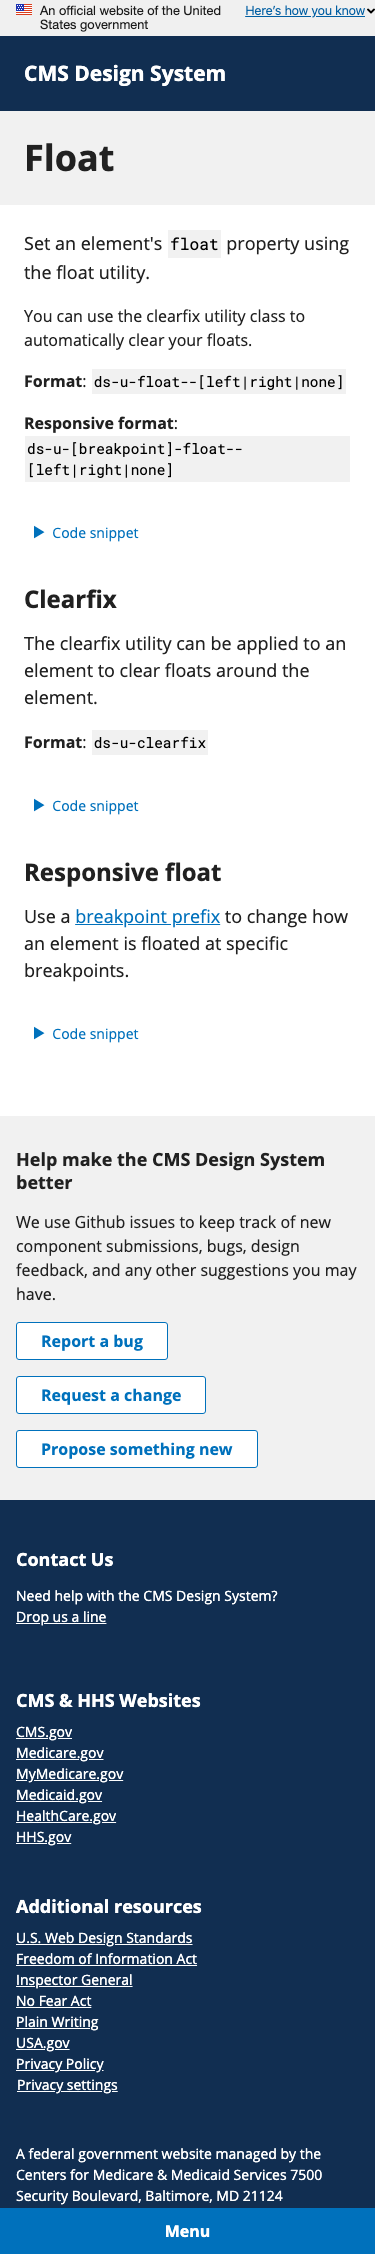 An official website of the United
States government
Here's how you know
CMS Design System
Float
Set an element's float property using
the float utility.
You can use the clearfix utility class to
automatically clear your floats.
Format: ds-u-float--[left|right|none]
Responsive format:
ds-u-[breakpoint]-float--
[left|right|none]
Code snippet
Clearfix
The clearfix utility can be applied to an
element to clear floats around the
element.
Format: ds-u-clearfix
Code snippet
Responsive float
Use a breakpoint prefix to change how
an element is floated at specific
breakpoints.
Code snippet
Help make the CMS Design System
better
We use Github issues to keep track of new
component submissions, bugs, design
feedback, and any other suggestions you may
have.
Report a bug
Request a change
Propose something new
Contact Us
Need help with the CMS Design System?
Drop us a line
CMS & HHS Websites
CMS.gov
Medicare.gov
MyMedicare.gov
Medicaid.gov
HealthCare.gov
HHS.gov
Additional resources
U.S. Web Design Standards
Freedom of Information Act
Inspector General
No Fear Act
Plain Writing
USA.gov
Privacy Policy
Privacy settings
A federal government website managed by the
Centers for Medicare & Medicaid Services 7500
Security Boulevard, Baltimore, MD 21124
Menu